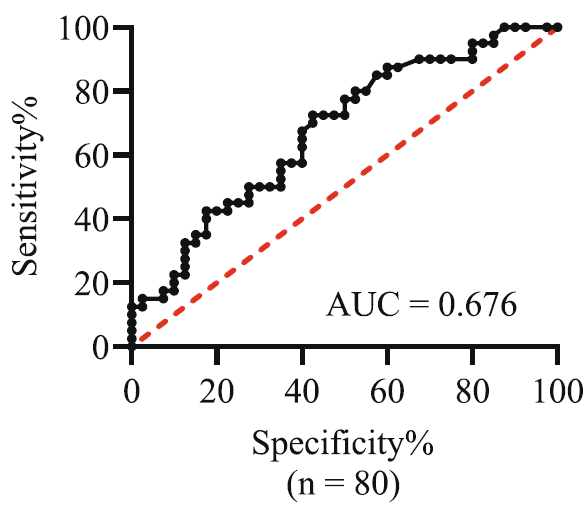 100
80
60
40
20
0
Sensitivity%
AUC = 0.676
0 20 40 60 80 100
Specificity%
(n = 80)